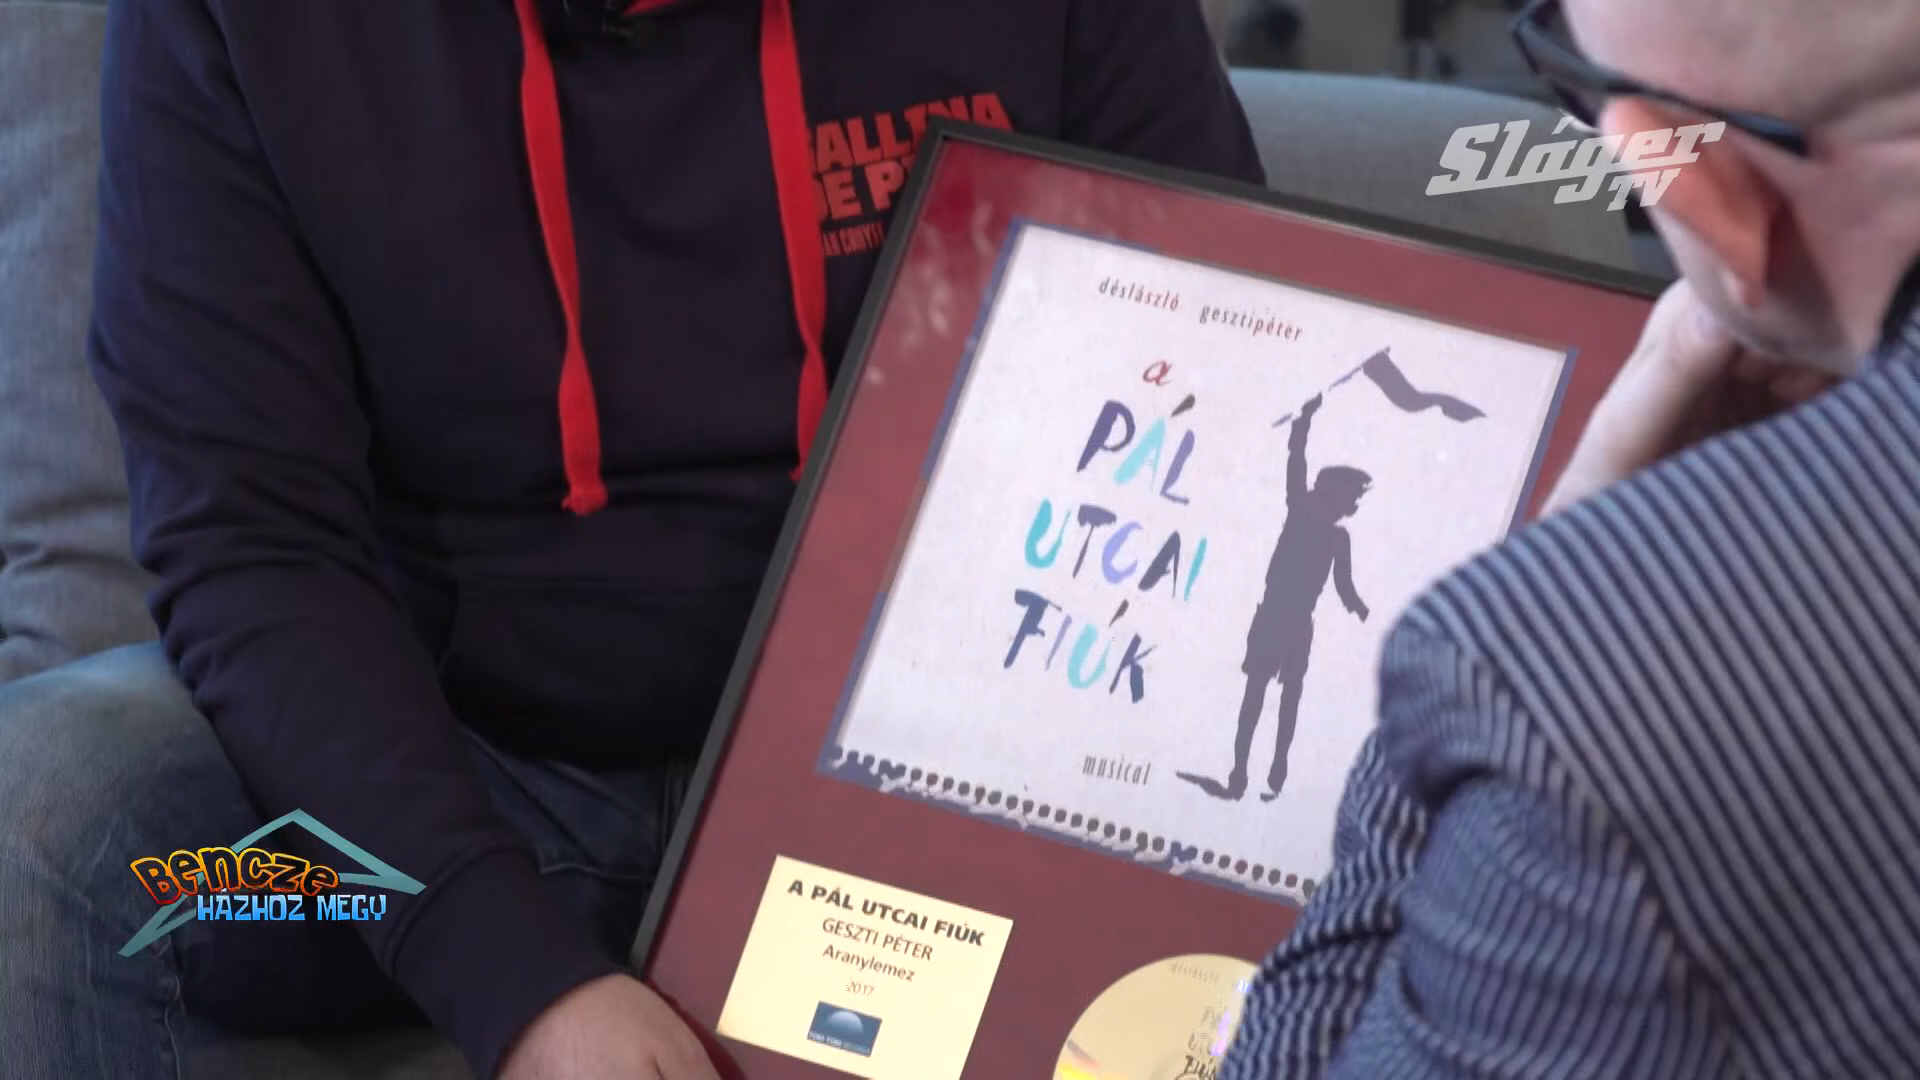 Sláger
TV
déslászló gesztipéter
a
PÁL
UTCAI
FIÚK
musical
A PÁL UTCAI FIÚK
GESZTI PÉTER
Aranylemez
2017
BENCZE
HÁZHOZ MEGY